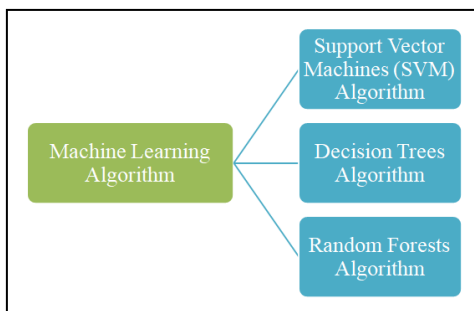 Support Vector
Machines (SVM)
Algorithm
Machine Learning
Algorithm
Decision Trees
Algorithm
Random Forests
Algorithm